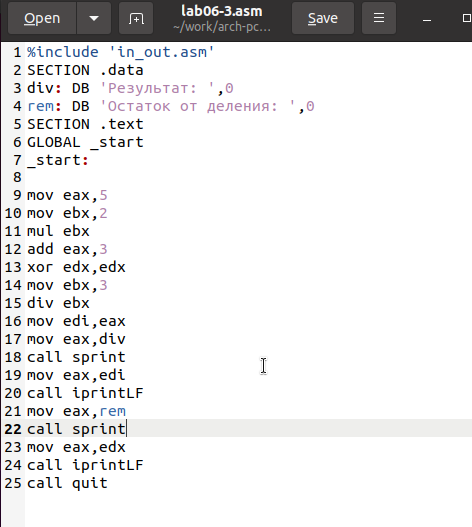 Open
lab06-3.asm
~/work/arch-pc...
Save
1 %include 'in_out.asm'
2 SECTION .data
3 div: DB 'Результат: ',0
4 rem: DB 'Остаток от деления: ',0
5 SECTION .text
6 GLOBAL _start
7 _start:
8
9 mov eax,5
10 mov ebx,2
11 mul ebx
12 add eax,3
13 xor edx,edx
14 mov ebx,3
15 div ebx
16 mov edi,eax
17 mov eax,div
18 call sprint
19 mov eax,edi
20 call iprintLF
21 mov eax,rem
22 call sprint
23 mov eax,edx
24 call iprintLF
25 call quit